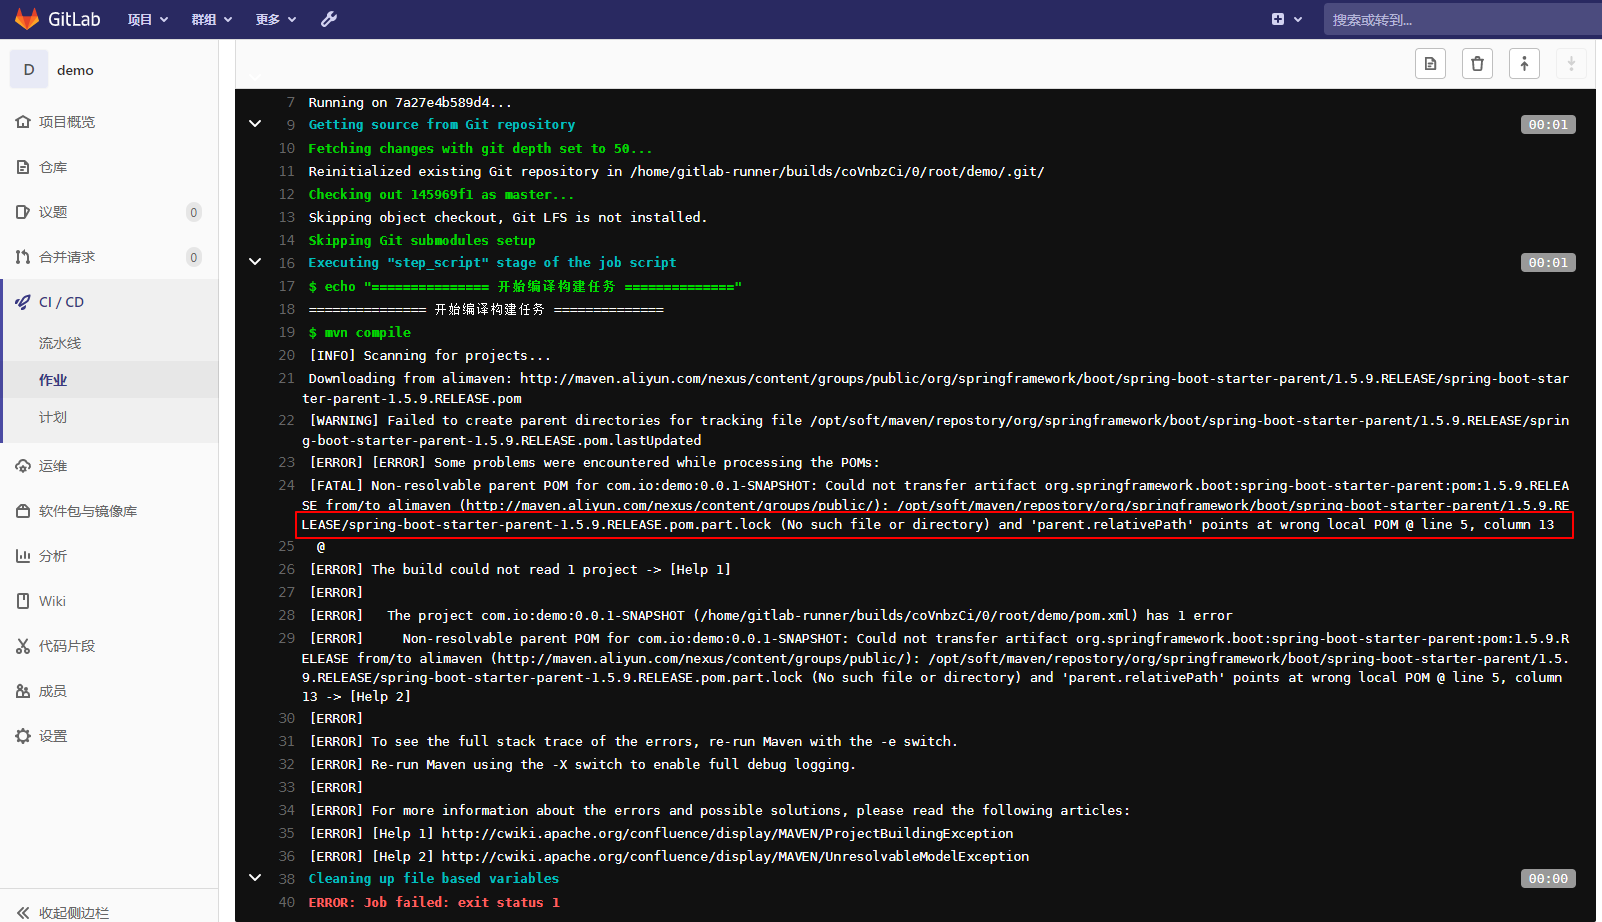 GitLab 项目 群组 更多 搜索或转到...
D demo
项目概览
仓库
议题 0
合并请求 0
CI / CD
流水线
作业
计划
运维
软件包与镜像库
分析
Wiki
代码片段
成员
设置
收起侧边栏
7 Running on 7a27e4b589d4...
9 Getting source from Git repository 00:01
10 Fetching changes with git depth set to 50...
11 Reinitialized existing Git repository in /home/gitlab-runner/builds/coVnbzCi/0/root/demo/.git/
12 Checking out 145969f1 as master...
13 Skipping object checkout, Git LFS is not installed.
14 Skipping Git submodules setup
16 Executing "step_script" stage of the job script 00:01
17 $ echo "=============== 开始编译构建任务 =============="
18 =============== 开始编译构建任务 ==============
19 $ mvn compile
20 [INFO] Scanning for projects...
21 Downloading from alimaven: http://maven.aliyun.com/nexus/content/groups/public/org/springframework/boot/spring-boot-starter-parent/1.5.9.RELEASE/spring-boot-star
ter-parent-1.5.9.RELEASE.pom
22 [WARNING] Failed to create parent directories for tracking file /opt/soft/maven/repostory/org/springframework/boot/spring-boot-starter-parent/1.5.9.RELEASE/sprin
g-boot-starter-parent-1.5.9.RELEASE.pom.lastUpdated
23 [ERROR] [ERROR] Some problems were encountered while processing the POMs:
24 [FATAL] Non-resolvable parent POM for com.io:demo:0.0.1-SNAPSHOT: Could not transfer artifact org.springframework.boot:spring-boot-starter-parent:pom:1.5.9.RELEA
SE from/to alimaven (http://maven.aliyun.com/nexus/content/groups/public/): /opt/soft/maven/repostory/org/springframework/boot/spring-boot-starter-parent/1.5.9.RE
LEASE/spring-boot-starter-parent-1.5.9.RELEASE.pom.part.lock (No such file or directory) and 'parent.relativePath' points at wrong local POM @ line 5, column 13
25 @
26 [ERROR] The build could not read 1 project -> [Help 1]
27 [ERROR]
28 [ERROR] The project com.io:demo:0.0.1-SNAPSHOT (/home/gitlab-runner/builds/coVnbzCi/0/root/demo/pom.xml) has 1 error
29 [ERROR] Non-resolvable parent POM for com.io:demo:0.0.1-SNAPSHOT: Could not transfer artifact org.springframework.boot:spring-boot-starter-parent:pom:1.5.9.R
ELEASE from/to alimaven (http://maven.aliyun.com/nexus/content/groups/public/): /opt/soft/maven/repostory/org/springframework/boot/spring-boot-starter-parent/1.5.
9.RELEASE/spring-boot-starter-parent-1.5.9.RELEASE.pom.part.lock (No such file or directory) and 'parent.relativePath' points at wrong local POM @ line 5, column
13 -> [Help 2]
30 [ERROR]
31 [ERROR] To see the full stack trace of the errors, re-run Maven with the -e switch.
32 [ERROR] Re-run Maven using the -X switch to enable full debug logging.
33 [ERROR]
34 [ERROR] For more information about the errors and possible solutions, please read the following articles:
35 [ERROR] [Help 1] http://cwiki.apache.org/confluence/display/MAVEN/ProjectBuildingException
36 [ERROR] [Help 2] http://cwiki.apache.org/confluence/display/MAVEN/UnresolvableModelException
38 Cleaning up file based variables 00:00
40 ERROR: Job failed: exit status 1